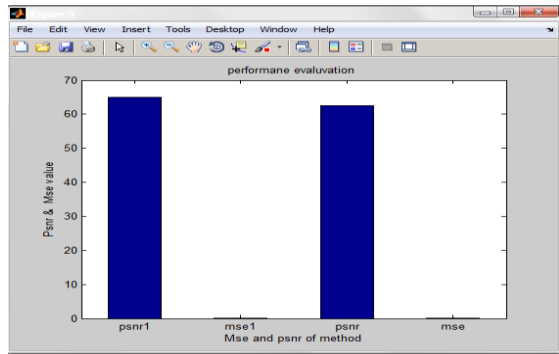 File Edit View Insert Tools Desktop Window Help
performane evaluvation
70
60
50
40
30
20
10
0
Psnr & Mse value
psnr1 mse1 psnr mse
Mse and psnr of method